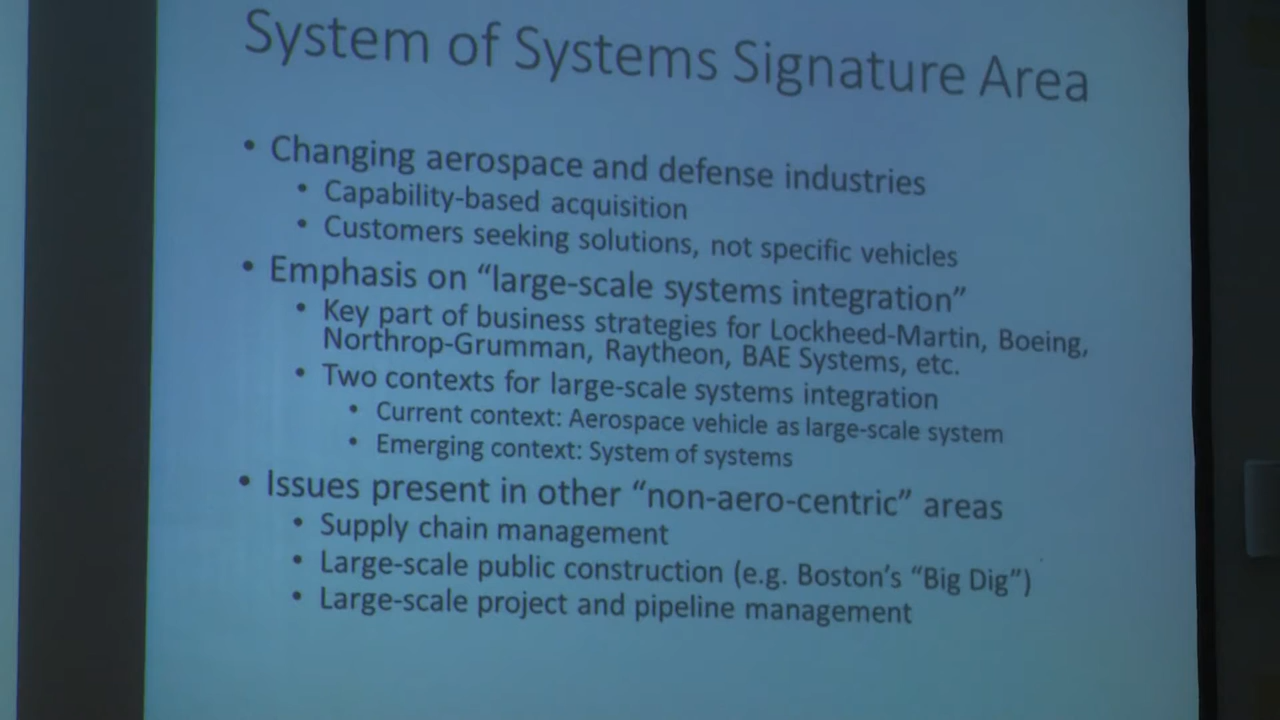 System of Systems Signature Area
• Changing aerospace and defense industries
• Capability-based acquisition
• Customers seeking solutions, not specific vehicles
• Emphasis on “large-scale systems integration”
• Key part of business strategies for Lockheed-Martin, Boeing,
Northrop-Grumman, Raytheon, BAE Systems, etc.
• Two contexts for large-scale systems integration
• Current context: Aerospace vehicle as large-scale system
• Emerging context: System of systems
• Issues present in other “non-aero-centric” areas
• Supply chain management
• Large-scale public construction (e.g. Boston’s “Big Dig”)
• Large-scale project and pipeline management